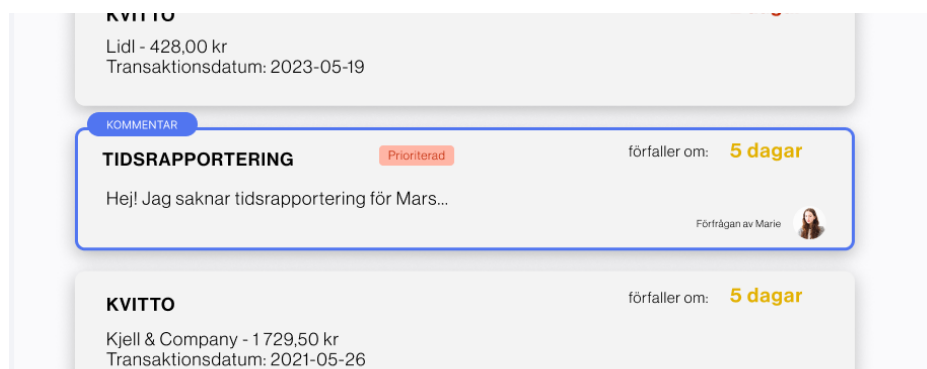 KVITTO
Lidl - 428,00 kr
Transaktionsdatum: 2023-05-19
KOMMENTAR
TIDSRAPPORTERING
Prioriterad
förfaller om: 5 dagar
Hej! Jag saknar tidsrapportering för Mars...
Förfrågan av Marie
KVITTO
förfaller om: 5 dagar
Kjell & Company - 1 729,50 kr
Transaktionsdatum: 2021-05-26